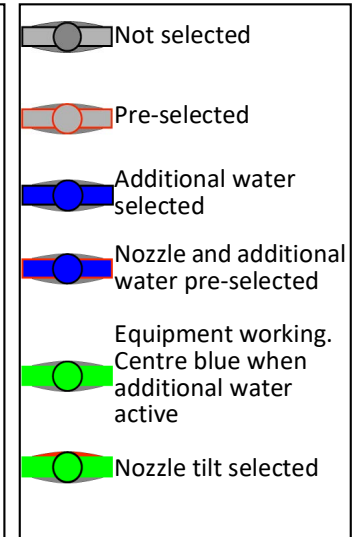 Not selected
Pre-selected
Additional water
selected
Nozzle and additional
water pre-selected
Equipment working.
Centre blue when
additional water
active
Nozzle tilt selected